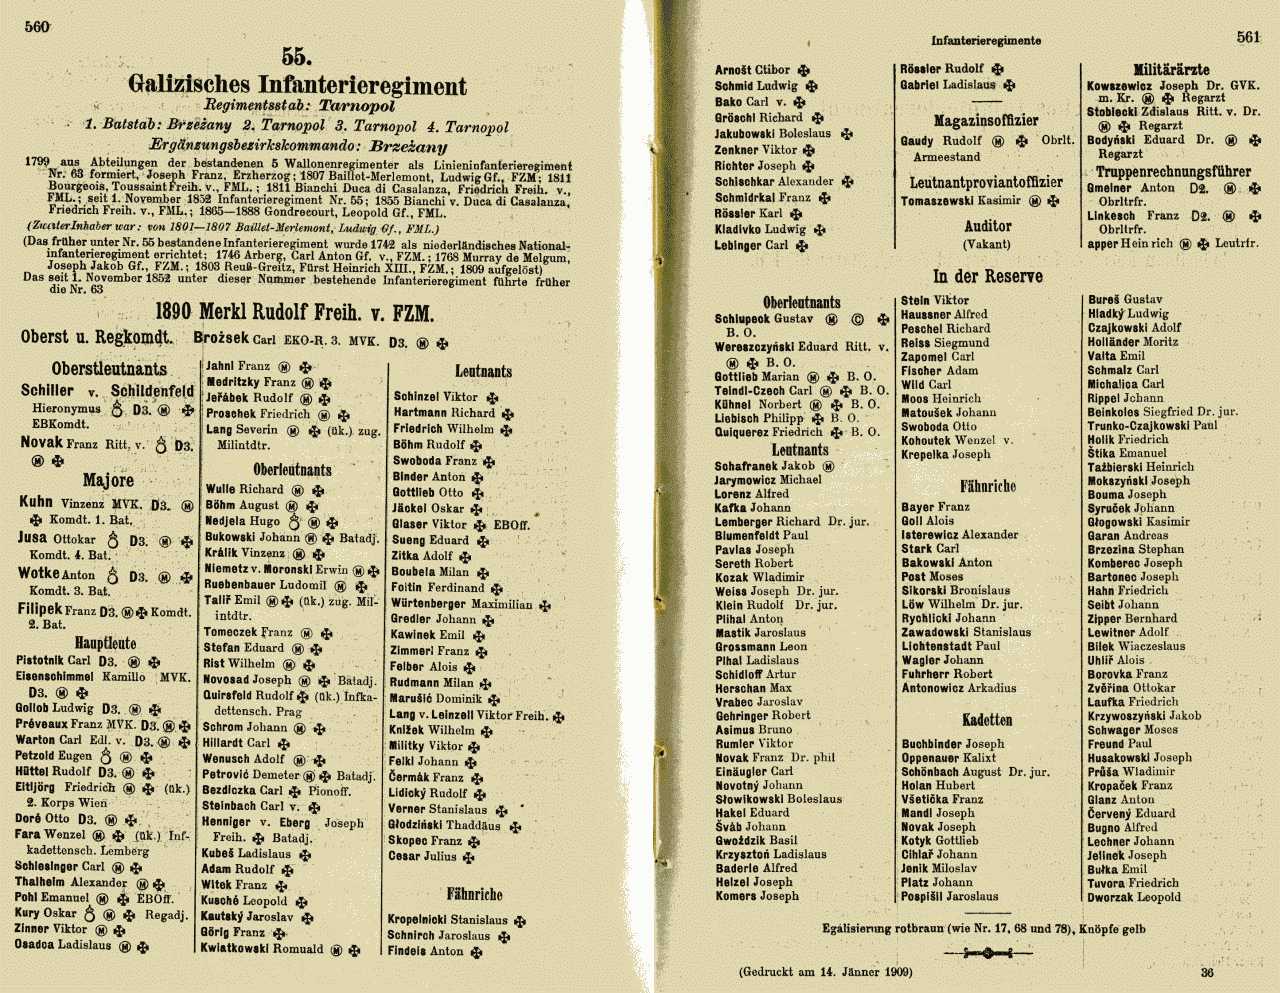 560
55.
Galizisches Infanterieregiment
Regimentsstab: Tarnopol
1. Batstab: Brzeżany 2. Tarnopol 3. Tarnopol 4. Tarnopol
Ergänzungsbezirkskommando: Brzeżany
1799 aus Abteilungen der bestandenen 5 Wallonenregimenter als Linieninfanterieregiment
Nr. 63 formiert, Joseph Franz, Erzherzog; 1807 Baillet-Merlemont, Ludwig Gf., FZM; 1811
Bourgeois, Toussaint Freih. v., FML.; 1811 Bianchi Duca di Casalanza, Friedrich Freih. v.,
FML.; seit 1. November 1852 Infanterieregiment Nr. 55; 1855 Bianchi v. Duca di Casalanza,
Friedrich Freih. v., FML.; 1865—1888 Gondrecourt, Leopold Gf., FML.
(Zweiter Inhaber war: von 1801—1807 Baillet-Merlemont, Ludwig Gf., FML.)
(Das früher unter Nr. 55 bestandene Infanterieregiment wurde 1742 als niederländisches National-
infanterieregiment errichtet; 1746 Arberg, Carl Anton Gf. v., FZM.; 1768 Murray de Melgum,
Joseph Jakob Gf., FZM.; 1803 Reuß-Greitz, Fürst Heinrich XIII., FZM.; 1809 aufgelöst)
Das seit 1. November 1852 unter dieser Nummer bestehende Infanterieregiment führte früher
die Nr. 63
1890 Merkl Rudolf Freih. v. FZM.
Oberst u. Regkomdt. Brożsek Carl EKO-R. 3. MVK. D3. Ⓜ ✠
Oberstleutnants
Schiller v. Schildenfeld
Hieronymus D3. Ⓜ ✠
EBKomdt.
Novak Franz Ritt. v. D3.
Ⓜ ✠
Majore
Kuhn Vinzenz MVK. D3. Ⓜ
✠ Komdt. 1. Bat.
Jusa Ottokar D3. Ⓜ ✠
Komdt. 4. Bat.
Wotke Anton D3. Ⓜ ✠
Komdt. 3. Bat.
Filipek Franz D3. Ⓜ ✠ Komdt.
2. Bat.
Hauptleute
Pistotnik Carl D3. Ⓜ ✠
Eisenschimmel Kamillo MVK.
D3. Ⓜ ✠
Gollob Ludwig D3. Ⓜ ✠
Préveaux Franz MVK. D3. Ⓜ ✠
Warton Carl Edl. v. D3. Ⓜ ✠
Petzold Eugen Ⓜ ✠
Hüttel Rudolf D3. Ⓜ ✠
Eitljörg Friedrich Ⓜ ✠ (ük.)
2. Korps Wien
Doré Otto D3. Ⓜ ✠
Fara Wenzel Ⓜ ✠ (ük.) Inf-
kadettensch. Lemberg
Schlesinger Carl Ⓜ ✠
Thalheim Alexander Ⓜ ✠
Pohl Emanuel Ⓜ ✠ EBOff.
Kury Oskar Ⓜ ✠ Regadj.
Zinner Viktor Ⓜ ✠
Osadca Ladislaus Ⓜ ✠
Jahnl Franz Ⓜ ✠
Modritzky Franz Ⓜ ✠
Jeřábek Rudolf Ⓜ ✠
Proschek Friedrich Ⓜ ✠
Lang Severin Ⓜ ✠ (ük.) zug.
Milintdtr.
Oberleutnants
Wulle Richard Ⓜ ✠
Böhm August Ⓜ ✠
Nedjela Hugo Ⓜ ✠
Bukowski Johann Ⓜ ✠ Batadj.
Králik Vinzenz Ⓜ ✠
Niemetz v. Moronski Erwin Ⓜ ✠
Ruebenbauer Ludomil Ⓜ ✠
Talíř Emil Ⓜ ✠ (ük.) zug. Mil-
intdtr.
Tomeczek Franz Ⓜ ✠
Stefan Eduard Ⓜ ✠
Rist Wilhelm Ⓜ ✠
Novosad Joseph Ⓜ ✠ Batadj.
Quirsfeld Rudolf ✠ (ük.) Infka-
dettensch. Prag
Schrom Johann Ⓜ ✠
Hillardt Carl ✠
Wenusch Adolf Ⓜ ✠
Petrović Demeter Ⓜ ✠ Batadj.
Bezdiczka Carl ✠ Pionoff.
Steinbach Carl v. ✠
Henniger v. Eberg Joseph
Freih. ✠ Batadj.
Kubeš Ladislaus ✠
Adam Rudolf ✠
Witek Franz ✠
Kusché Leopold ✠
Kautský Jaroslav ✠
Görig Franz ✠
Kwiatkowski Romuald Ⓜ ✠
Leutnants
Schinzel Viktor ✠
Hartmann Richard ✠
Friedrich Wilhelm ✠
Böhm Rudolf ✠
Swoboda Franz ✠
Binder Anton ✠
Gottlieb Otto ✠
Jäckel Oskar ✠
Glaser Viktor ✠ EBOff.
Sueng Eduard ✠
Zitka Adolf ✠
Boubela Milan ✠
Foltin Ferdinand ✠
Würtenberger Maximilian ✠
Gredler Johann ✠
Kawinek Emil ✠
Zimmerl Franz ✠
Felber Alois ✠
Rudmann Milan ✠
Marušić Dominik ✠
Lang v. Leinzell Viktor Freih. ✠
Knižek Wilhelm ✠
Militky Viktor ✠
Felkl Johann ✠
Čermák Franz ✠
Lidický Rudolf ✠
Verner Stanislaus ✠
Głodziński Thaddäus ✠
Skopec Franz ✠
Cesar Julius ✠
Fähnriche
Kropelnicki Stanislaus ✠
Schnirch Jaroslaus ✠
Findeis Anton ✠
Infanterieregimente
561
Arnošt Ctibor ✠
Schmid Ludwig ✠
Bako Carl v. ✠
Gröschl Richard ✠
Jakubowski Boleslaus ✠
Zenkner Viktor ✠
Richter Joseph ✠
Schischkar Alexander ✠
Schmidrkal Franz ✠
Rössler Karl ✠
Kladivko Ludwig ✠
Lebinger Carl ✠
Rössler Rudolf ✠
Gabriel Ladislaus ✠
Magazinsoffizier
Gaudy Rudolf Ⓜ ✠ Obrlt.
Armeestand
Leutnantproviantoffizier
Tomaszewski Kasimir Ⓜ ✠
Auditor
(Vakant)
Militärärzte
Kowszewicz Joseph Dr. GVK.
m. Kr. Ⓜ ✠ Regarzt
Stobiecki Zdislaus Ritt. v. Dr.
Ⓜ ✠ Regarzt
Bodyński Eduard Dr. Ⓜ ✠
Regarzt
Truppenrechnungsführer
Gmeiner Anton D2. Ⓜ ✠
Obrltrfr.
Linkesch Franz D2. Ⓜ ✠
Obrltrfr.
apper Heinrich Ⓜ ✠ Leutrfr.
In der Reserve
Oberleutnants
Schlupeck Gustav Ⓜ Ⓒ ✠
B. O.
Wereszczyński Eduard Ritt. v.
Ⓜ ✠ B. O.
Gottlieb Marian Ⓜ ✠ B. O.
Teindl-Czech Carl Ⓜ ✠ B. O.
Kühnel Norbert Ⓜ ✠ B. O.
Liebisch Philipp ✠ B. O.
Quiquerez Friedrich ✠ B. O.
Leutnants
Schafranek Jakob Ⓜ
Jarymowicz Michael
Lorenz Alfred
Kafka Johann
Lemberger Richard Dr. jur.
Blumenfeldt Paul
Pavlas Joseph
Sereth Robert
Kozak Wladimir
Weiss Joseph Dr. jur.
Klein Rudolf Dr. jur.
Plihal Anton
Mastik Jaroslaus
Grossmann Leon
Plhal Ladislaus
Schidloff Artur
Herschan Max
Vrabec Jaroslav
Gehringer Robert
Asimus Bruno
Rumler Viktor
Novak Franz Dr. phil
Einäugler Carl
Novotný Johann
Słowikowski Boleslaus
Hakel Eduard
Šváb Johann
Gwoździk Basil
Krzysztoń Ladislaus
Baderle Alfred
Heizel Joseph
Komers Joseph
Stein Viktor
Haussner Alfred
Peschel Richard
Reiss Siegmund
Zapomel Carl
Fischer Adam
Wild Carl
Moos Heinrich
Matoušek Johann
Swoboda Otto
Kohoutek Wenzel v.
Krepelka Joseph
Fähnriche
Bayer Franz
Goll Alois
Isterewicz Alexander
Stark Carl
Bakowski Anton
Post Moses
Sikorski Bronislaus
Löw Wilhelm Dr. jur.
Rychlicki Johann
Zawadowski Stanislaus
Lichtenstadt Paul
Wagler Johann
Fuhrherr Robert
Antonowicz Arkadius
Kadetten
Buchbinder Joseph
Oppenauer Kalixt
Schönbach August Dr. jur.
Holan Hubert
Všetička Franz
Mandl Joseph
Novak Joseph
Kotyk Gottlieb
Cihlař Johann
Jenik Miloslav
Platz Johann
Pospišil Jaroslaus
Bureš Gustav
Hladký Ludwig
Czajkowski Adolf
Holländer Moritz
Valta Emil
Schmalz Carl
Michalica Carl
Rippel Johann
Beinkoles Siegfried Dr. jur.
Trunko-Czajkowski Paul
Holik Friedrich
Štika Emanuel
Tażbierski Heinrich
Mokszyński Joseph
Bouma Joseph
Syruček Johann
Głogowski Kasimir
Garan Andreas
Brzezina Stephan
Komberec Joseph
Bartonec Joseph
Hahn Friedrich
Seibt Johann
Zipper Bernhard
Lewitner Adolf
Bilek Wiaczeslaus
Uhliř Alois
Borovka Franz
Zvěřina Ottokar
Laufka Friedrich
Krzywoszyński Jakob
Schwager Moses
Freund Paul
Husakowski Joseph
Průša Wladimir
Kropaček Franz
Glanz Anton
Červený Eduard
Bugno Alfred
Lechner Johann
Jelinek Joseph
Bułka Emil
Tuvora Friedrich
Dworzak Leopold
Egalisierung rotbraun (wie Nr. 17, 68 und 78), Knöpfe gelb
(Gedruckt am 14. Jänner 1909)
36